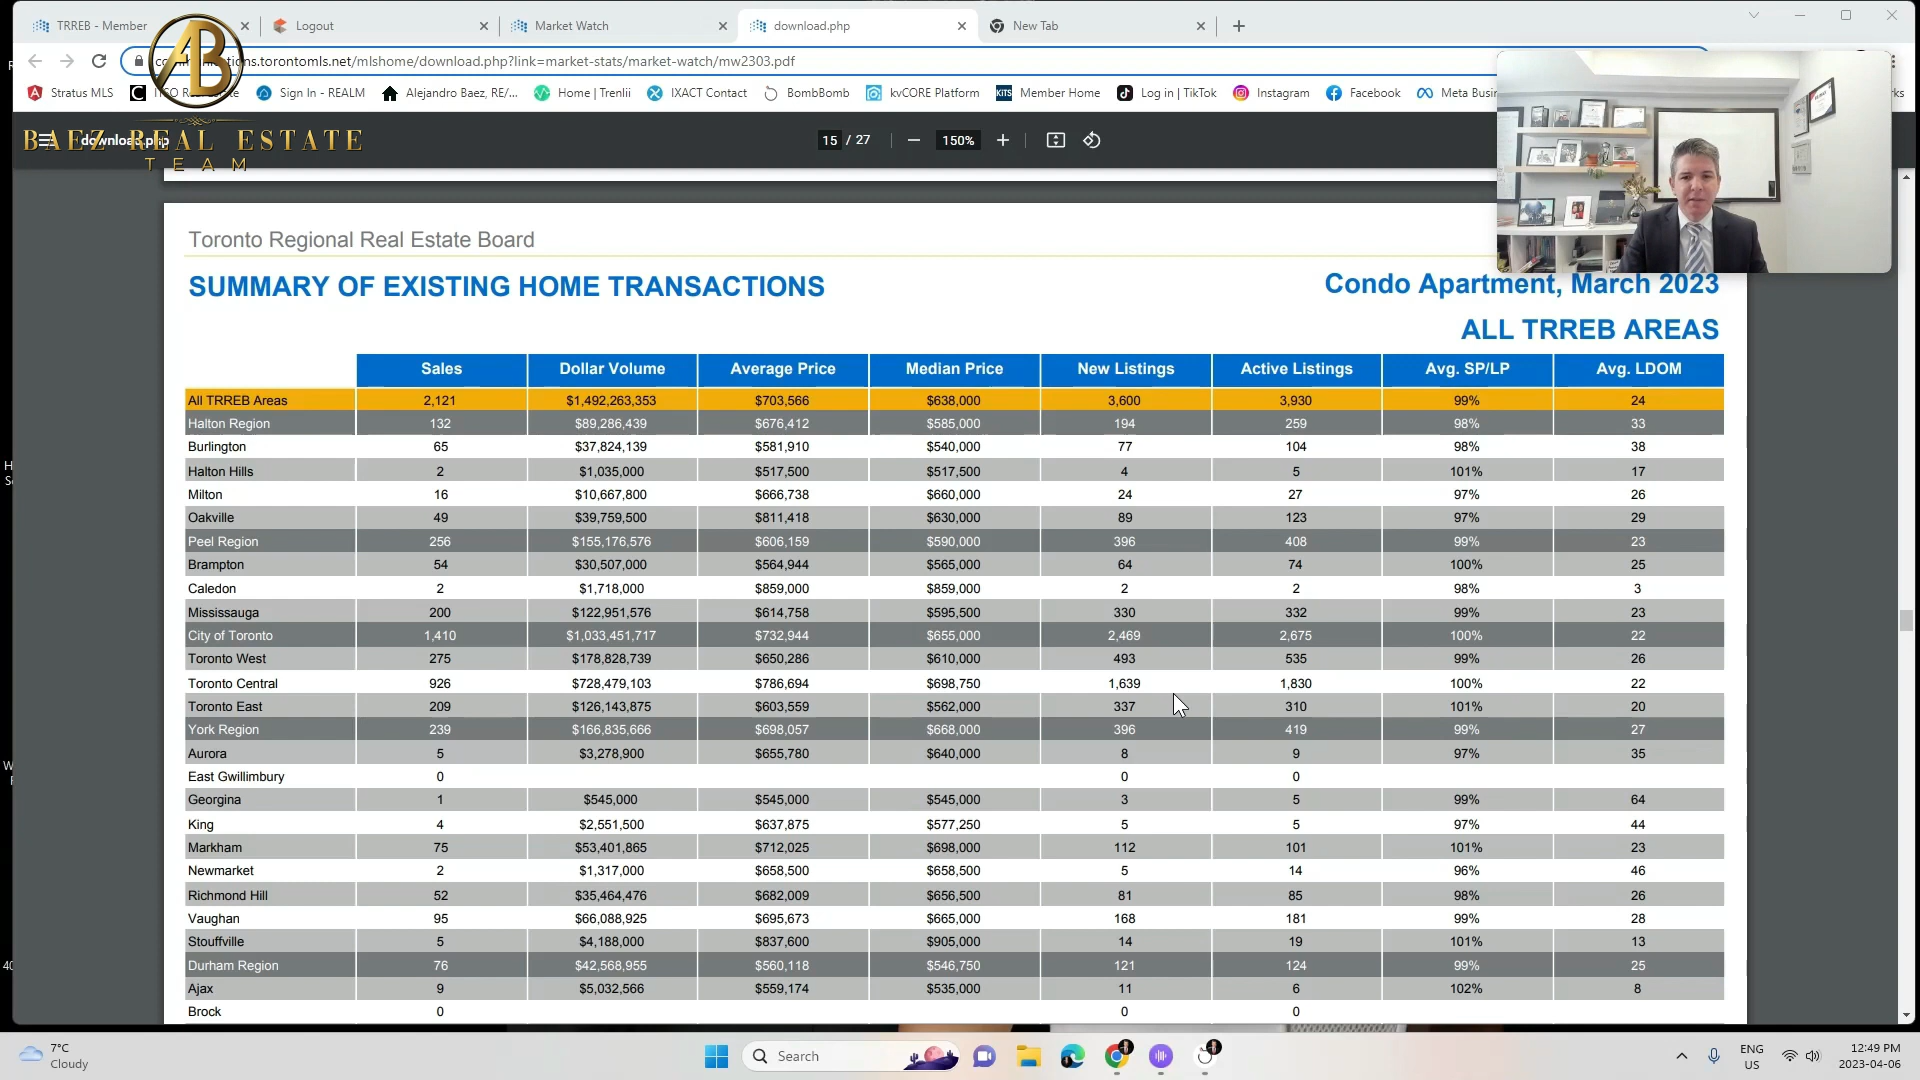 TRREB - Member
Logout
Market Watch
download.php
New Tab
.torontomls.net/mlshome/download.php?link=market-stats/market-watch/mw2303.pdf
Stratus MLS
Sign In - REALM
Alejandro Baez, RE/...
Home | Trenlii
IXACT Contact
BombBomb
kvCORE Platform
KITS
Member Home
Log in | TikTok
Instagram
Facebook
Meta Busin
AB
BAEZ REAL ESTATE
TEAM
download.php
15 / 27
150%
Toronto Regional Real Estate Board
SUMMARY OF EXISTING HOME TRANSACTIONS
Condo Apartment, March 2023
ALL TRREB AREAS
Sales Dollar Volume Average Price Median Price New Listings Active Listings Avg. SP/LP Avg. LDOM
All TRREB Areas 2,121 $1,492,263,353 $703,566 $638,000 3,600 3,930 99% 24
Halton Region 132 $89,286,439 $676,412 $585,000 194 259 98% 33
Burlington 65 $37,824,139 $581,910 $540,000 77 104 98% 38
Halton Hills 2 $1,035,000 $517,500 $517,500 4 5 101% 17
Milton 16 $10,667,800 $666,738 $660,000 24 27 97% 26
Oakville 49 $39,759,500 $811,418 $630,000 89 123 97% 29
Peel Region 256 $155,176,576 $606,159 $590,000 396 408 99% 23
Brampton 54 $30,507,000 $564,944 $565,000 64 74 100% 25
Caledon 2 $1,718,000 $859,000 $859,000 2 2 98% 3
Mississauga 200 $122,951,576 $614,758 $595,500 330 332 99% 23
City of Toronto 1,410 $1,033,451,717 $732,944 $655,000 2,469 2,675 100% 22
Toronto West 275 $178,828,739 $650,286 $610,000 493 535 99% 26
Toronto Central 926 $728,479,103 $786,694 $698,750 1,639 1,830 100% 22
Toronto East 209 $126,143,875 $603,559 $562,000 337 310 101% 20
York Region 239 $166,835,666 $698,057 $668,000 396 419 99% 27
Aurora 5 $3,278,900 $655,780 $640,000 8 9 97% 35
East Gwillimbury 0 0 0
Georgina 1 $545,000 $545,000 $545,000 3 5 99% 64
King 4 $2,551,500 $637,875 $577,250 5 5 97% 44
Markham 75 $53,401,865 $712,025 $698,000 112 101 101% 23
Newmarket 2 $1,317,000 $658,500 $658,500 5 14 96% 46
Richmond Hill 52 $35,464,476 $682,009 $656,500 81 85 98% 26
Vaughan 95 $66,088,925 $695,673 $665,000 168 181 99% 28
Stouffville 5 $4,188,000 $837,600 $905,000 14 19 101% 13
Durham Region 76 $42,568,955 $560,118 $546,750 121 124 99% 25
Ajax 9 $5,032,566 $559,174 $535,000 11 6 102% 8
Brock 0 0 0
7°C
Cloudy
Search
ENG
US
12:49 PM
2023-04-06